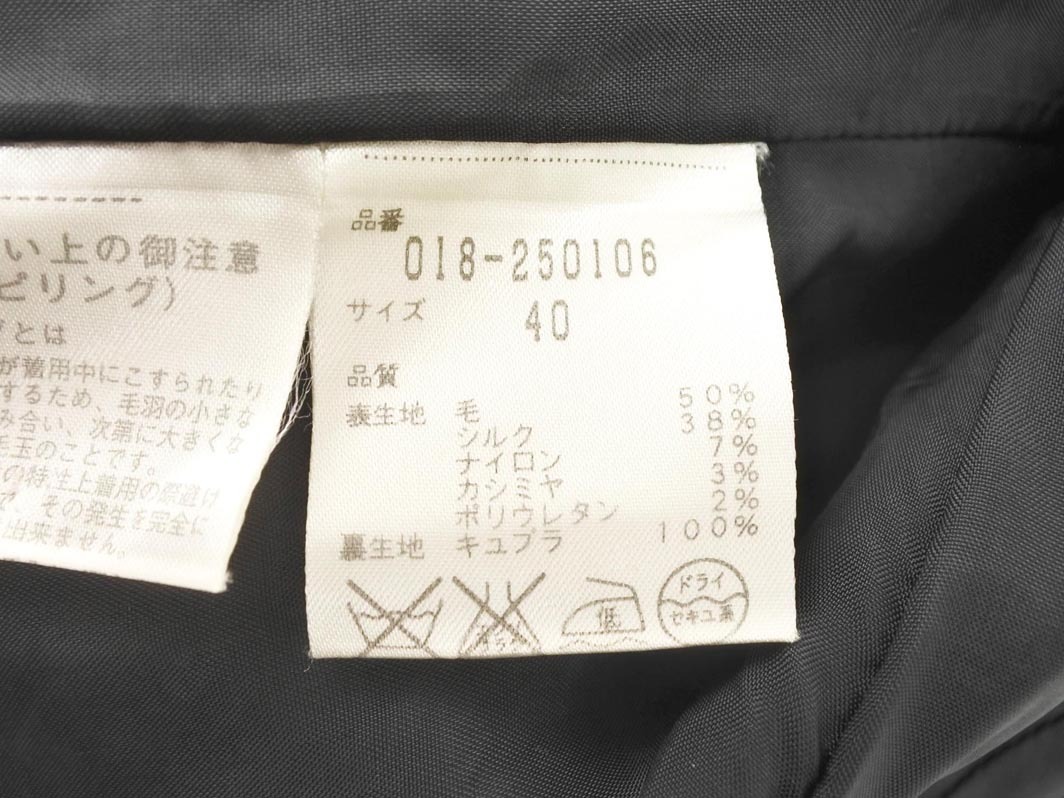 い上の御注意
ピリング）
とは
が着用中にこすられたり
するため、毛羽の小さな
み合い、次第に大きくな
毛玉のことです。
の特性上着用の際避け
で、その発生を完全に
出来ません。
品番
018-250106
サイズ 40
品質
表生地 毛 50%
シルク 38%
ナイロン 7%
カシミヤ 3%
ポリウレタン 2%
裏生地 キュプラ 100%
低
ドライ
セキユ系